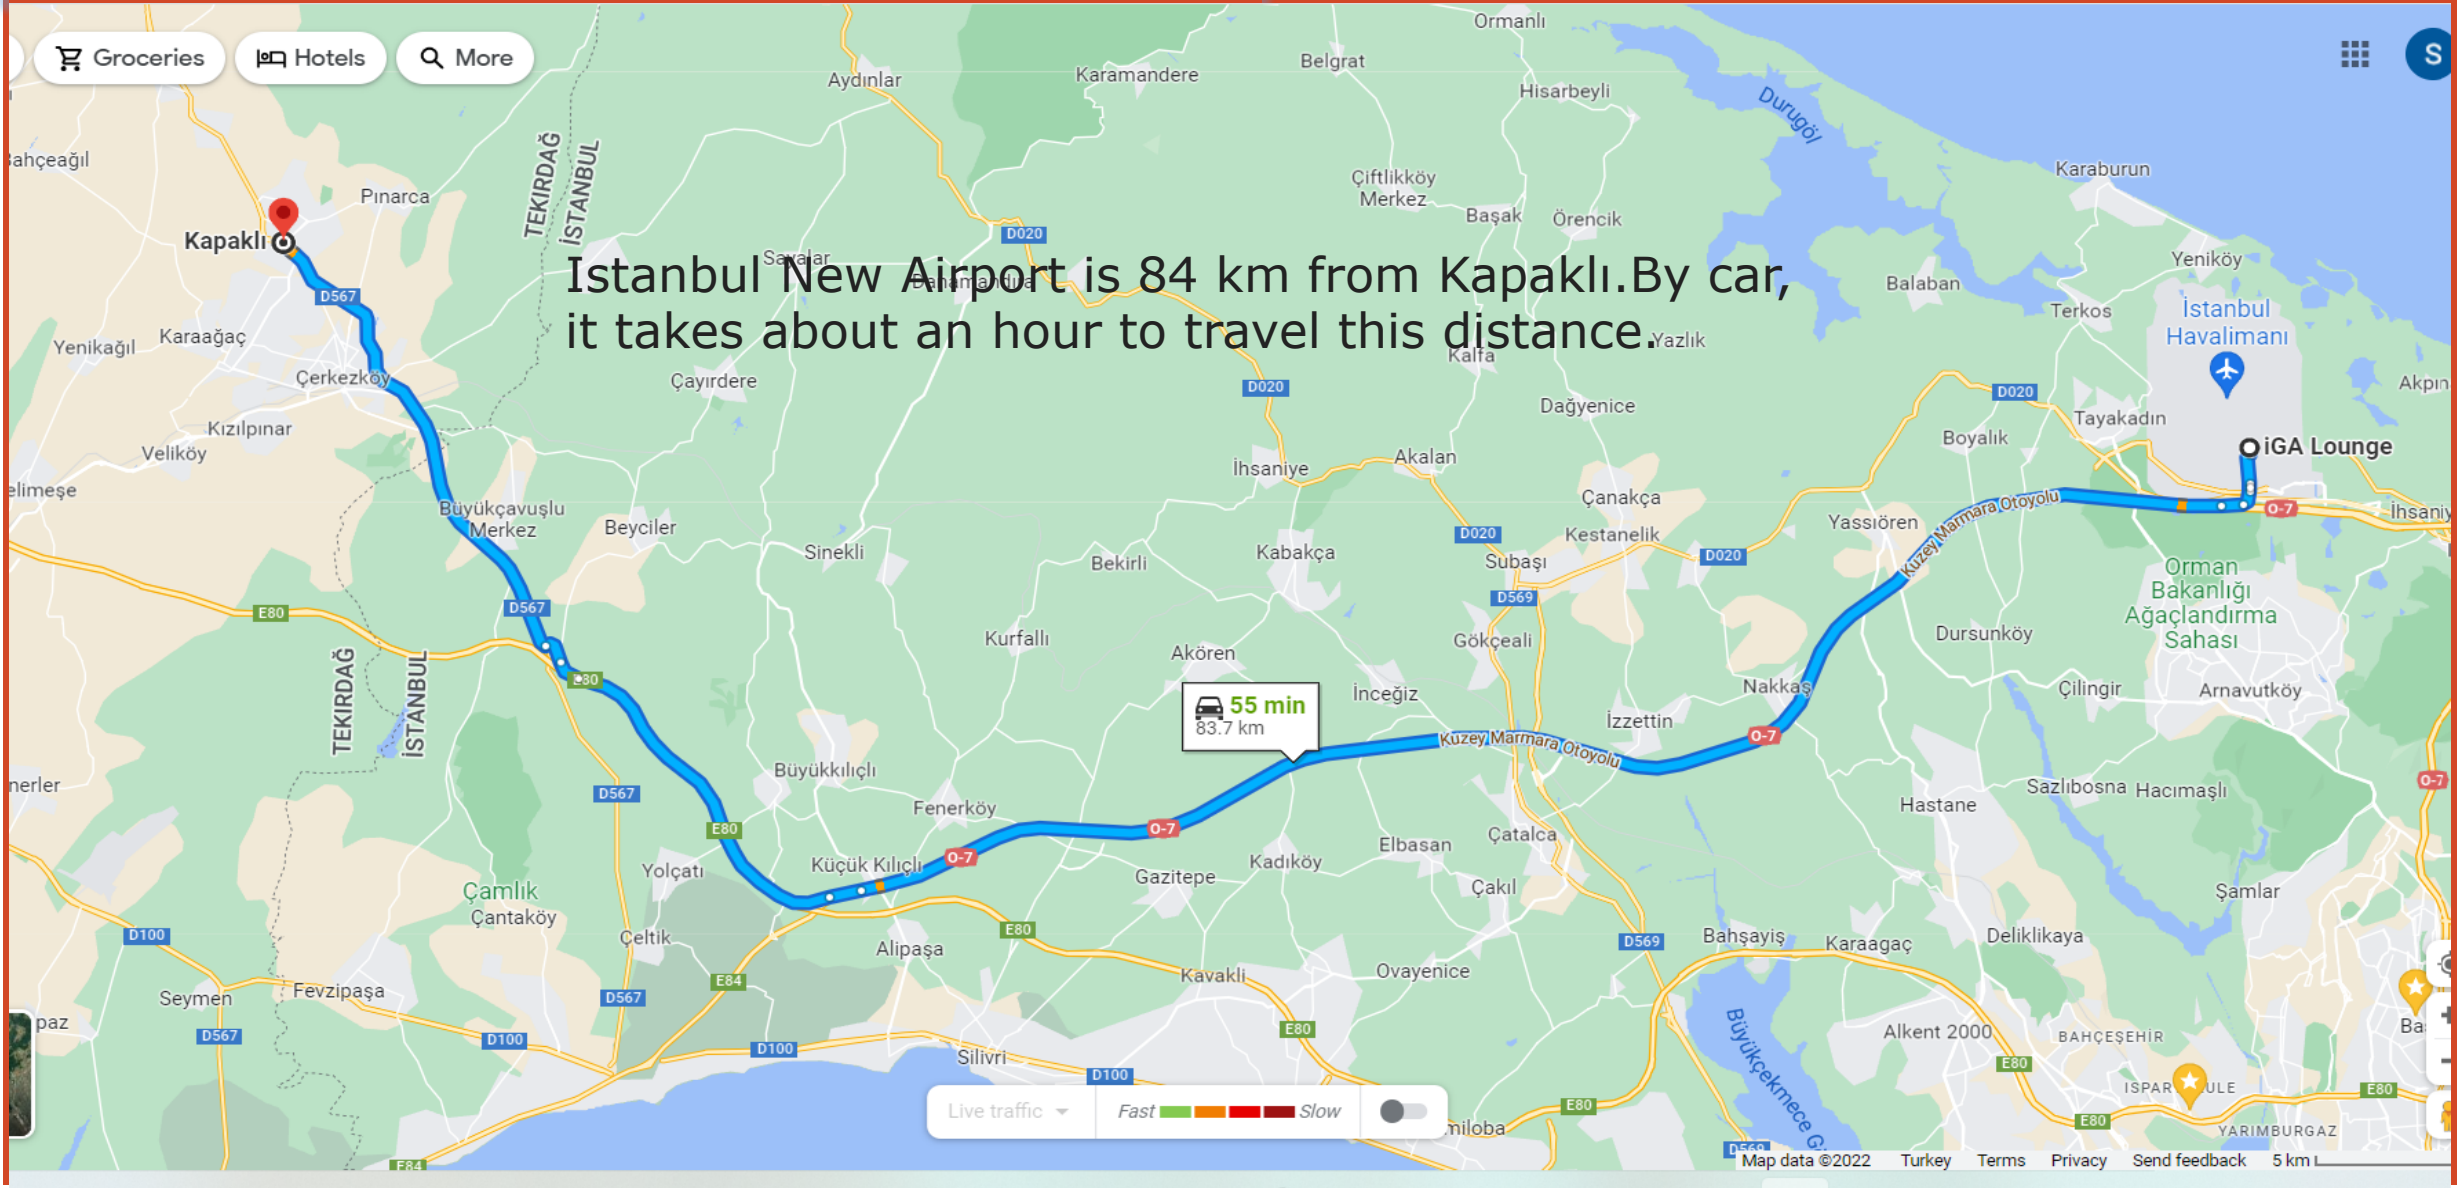 Groceries
Hotels
More
S
Ormanlı
Belgrat
Aydınlar
Karamandere
Hisarbeyli
Durugöl
TEKIRDAĞ
İSTANBUL
Pınarca
Çiftlikköy
Merkez
Başak
Örencik
Karaburun
Kapaklı
D020
Yeniköy
Istanbul New Airport is 84 km from Kapaklı.By car,
it takes about an hour to travel this distance.
Balaban
D567
Terkos
İstanbul
Havalimanı
Karaağaç
Yenikağıl
Yazlık
Kalfa
Çerkezköy
Çayırdere
D020
D020
Dağyenice
Tayakadın
Kızılpınar
Boyalık
Veliköy
Akalan
İhsaniye
iGA Lounge
Büyükçavuşlu
Merkez
Beyciler
Çanakça
Kuzey Marmara Otoyolu
O-7
Yassıören
Sinekli
Kabakça
Bekirli
D020
Kestanelik
D020
Subaşı
Orman
Bakanlığı
Ağaçlandırma
Sahası
D567
E80
D569
Kurfallı
Gökçeali
Dursunköy
Akören
TEKIRDAĞ
İSTANBUL
E80
55 min
83.7 km
İnceğiz
Nakkaş
Çilingir
Arnavutköy
İzzettin
Kuzey Marmara Otoyolu
O-7
Büyükkılıçlı
D567
O-7
Sazlıbosna
Hacımaşlı
Fenerköy
Hastane
E80
O-7
O-7
Çatalca
Elbasan
Küçük Kılıçlı
Yolçatı
Kadıköy
Gazitepe
Çakıl
Çamlık
Çantaköy
Şamlar
D100
Çeltik
E80
D569
Bahşayiş
Karaagaç
Deliklikaya
Alipaşa
Kavakli
Ovayenice
E84
Seymen
Fevzipaşa
D567
D567
D100
D100
E80
Silivri
Alkent 2000
BAHÇEŞEHİR
Büyükçekmece G
E80
D100
E80
E80
E80
YARIMBURGAZ
E84
D569
Live traffic
Fast
Slow
Map data ©2022
Turkey
Terms
Privacy
Send feedback
5 km